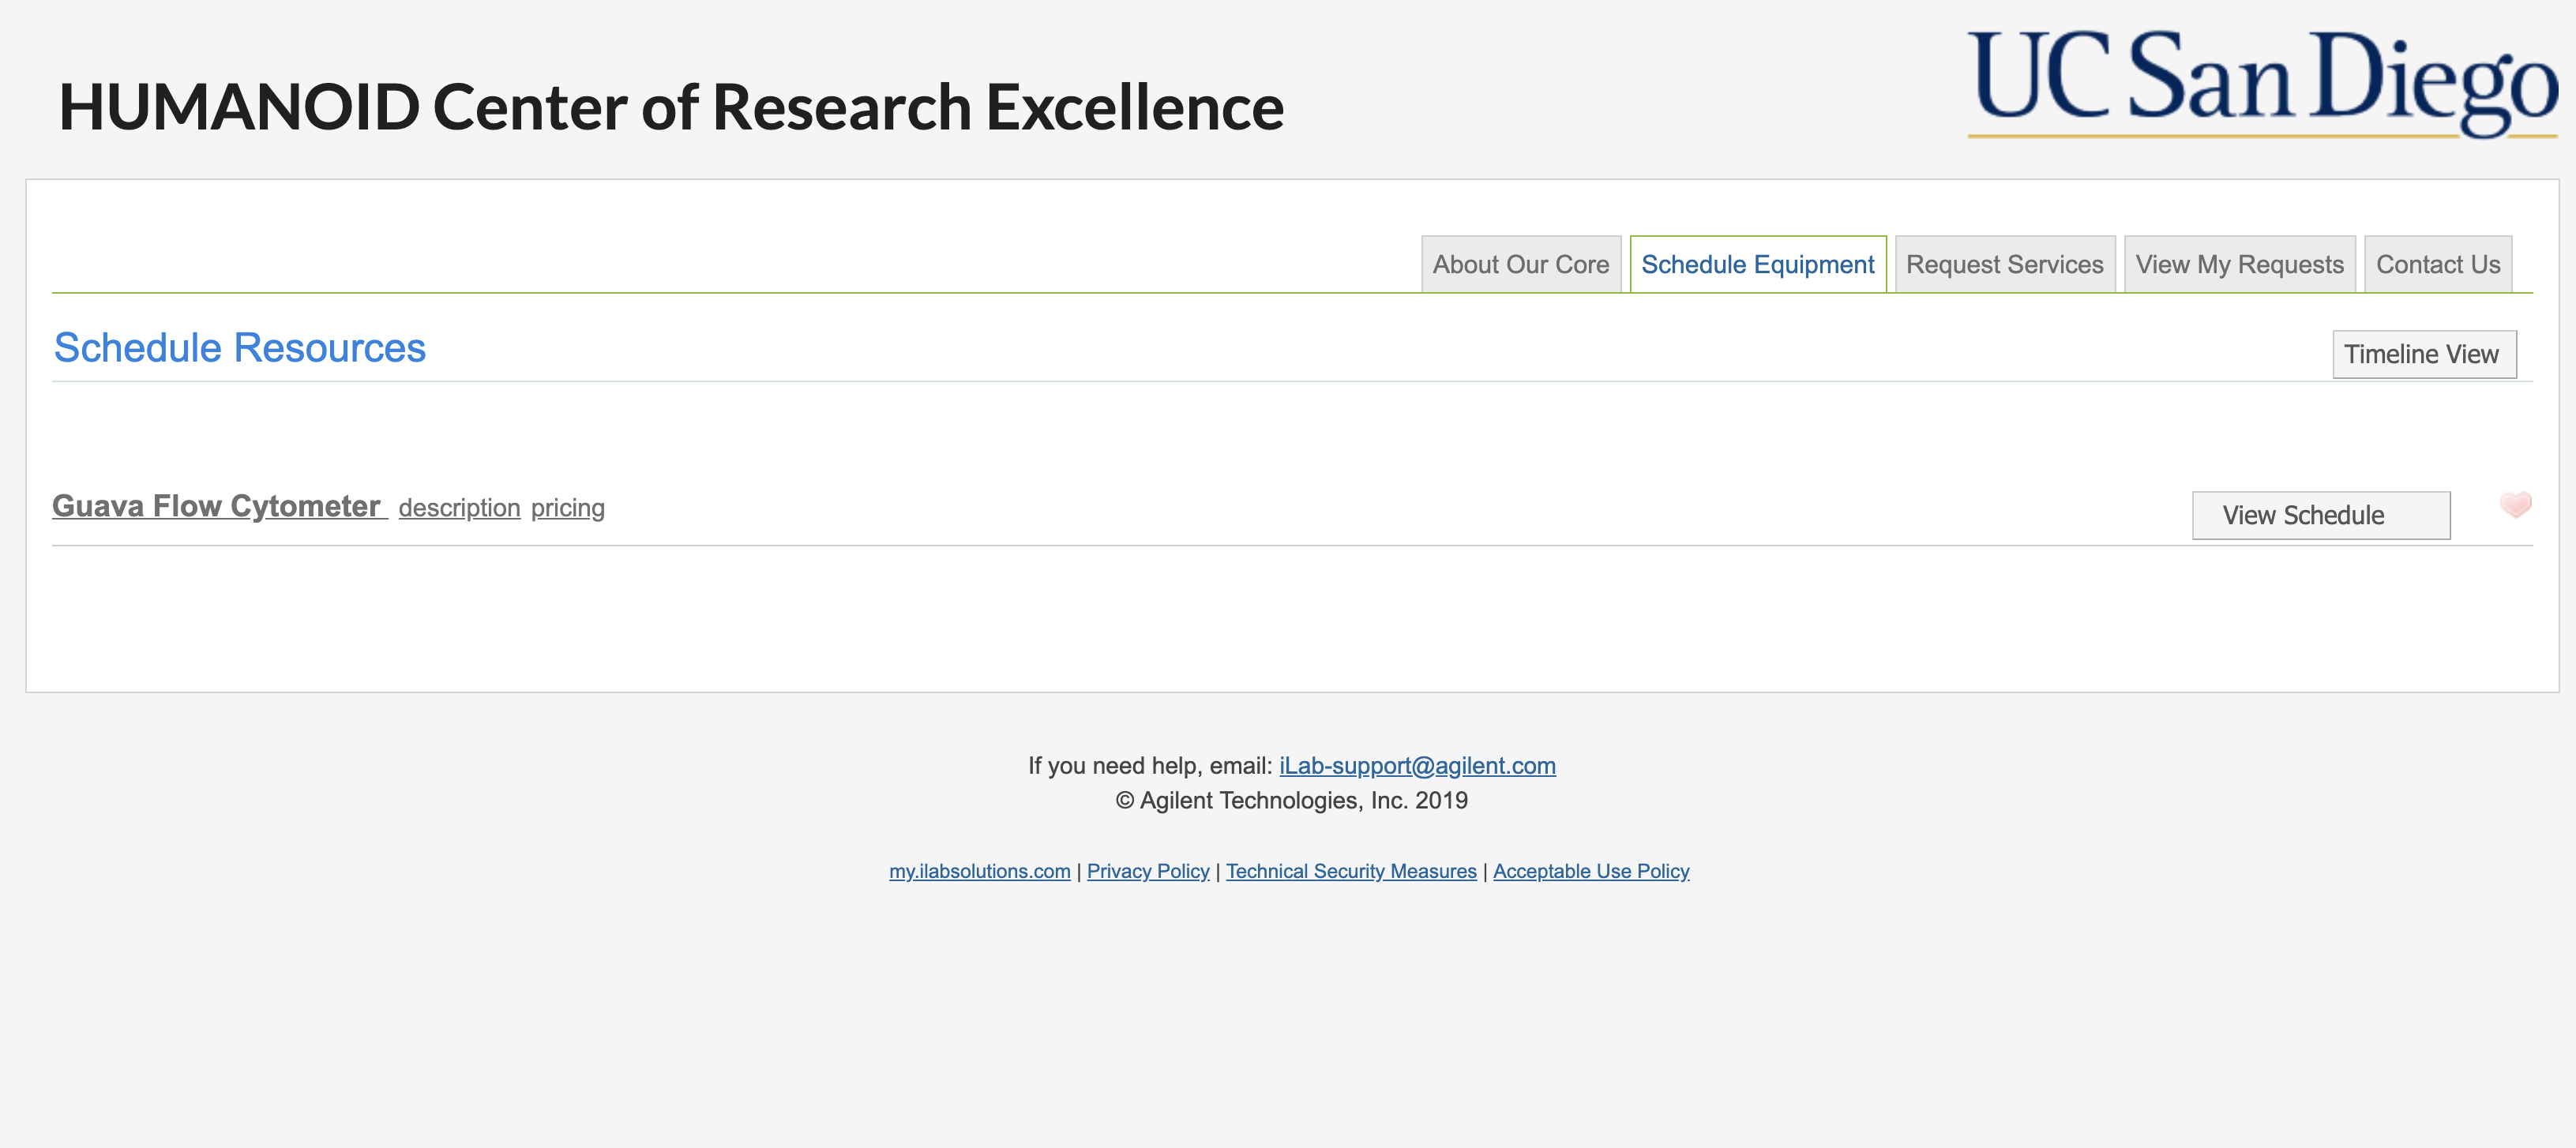 HUMANOID Center of Research Excellence
UC San Diego
About Our Core
Schedule Equipment
Request Services
View My Requests
Contact Us
Schedule Resources
Timeline View
Guava Flow Cytometer description pricing
View Schedule
If you need help, email: iLab-support@agilent.com
© Agilent Technologies, Inc. 2019
my.ilabsolutions.com | Privacy Policy | Technical Security Measures | Acceptable Use Policy